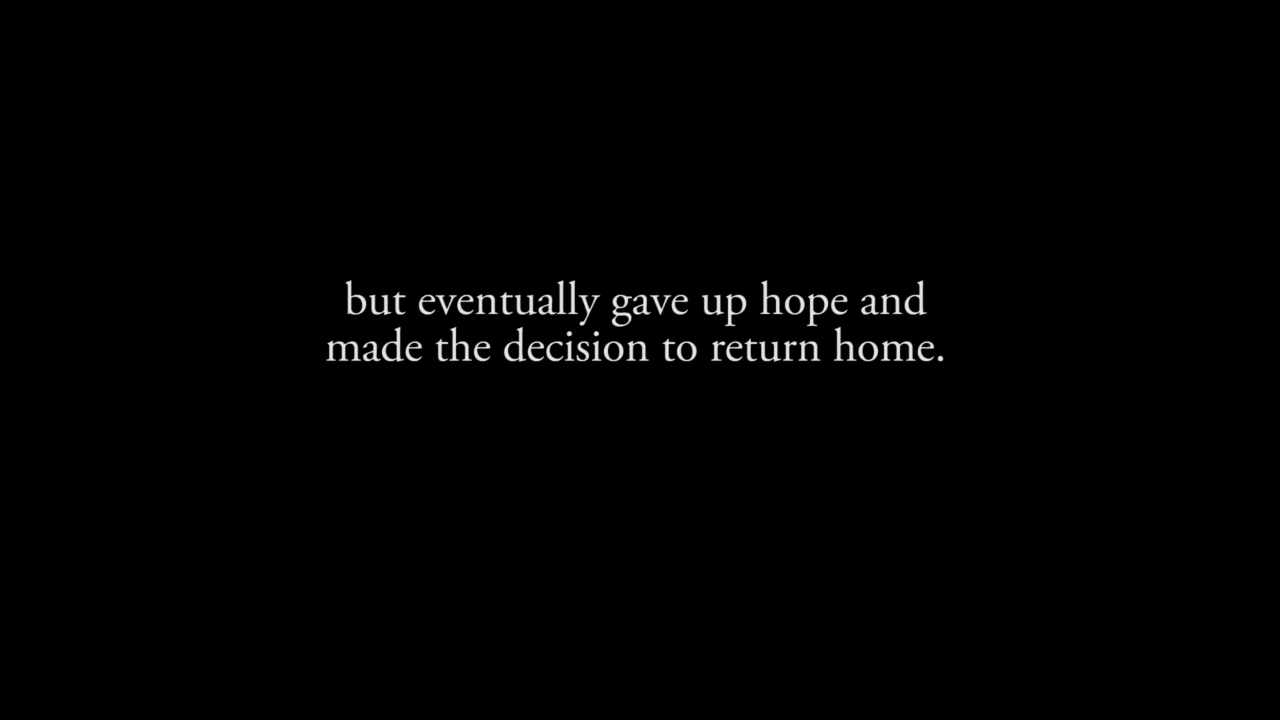 but eventually gave up hope and
made the decision to return home.